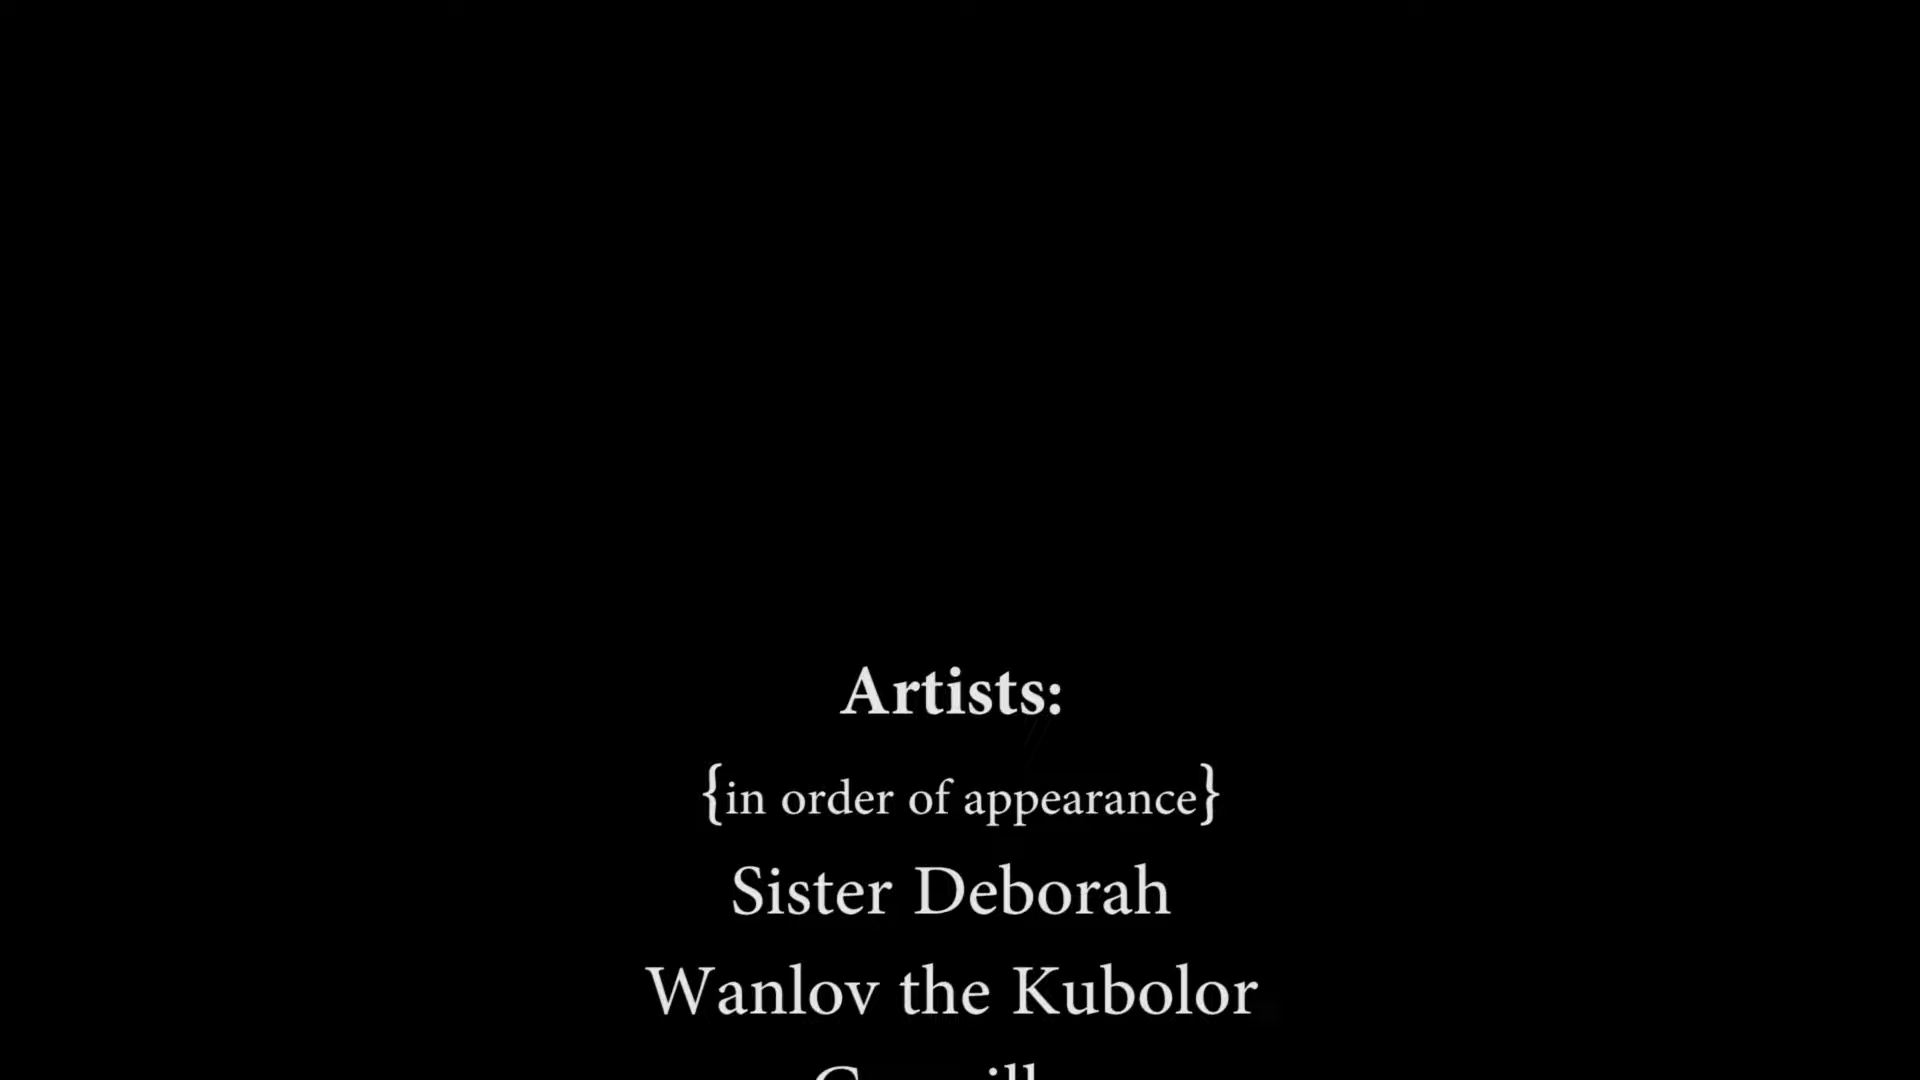 Artists:
{in order of appearance}
Sister Deborah
Wanlov the Kubolor